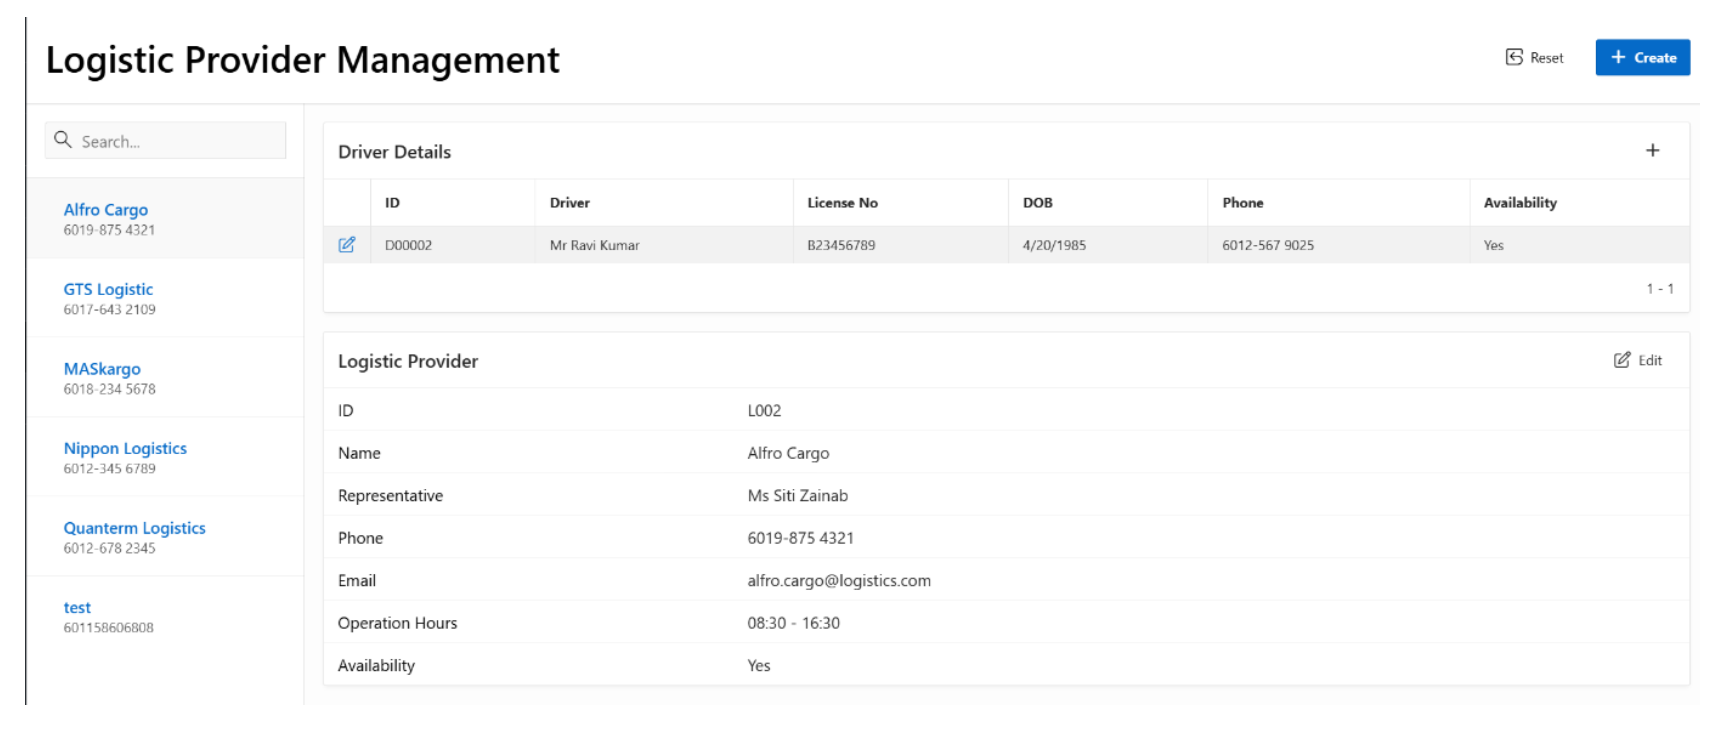 Logistic Provider Management
Reset
+ Create
Search...
Alfro Cargo
6019-875 4321
GTS Logistic
6017-643 2109
MASkargo
6018-234 5678
Nippon Logistics
6012-345 6789
Quanterm Logistics
6012-678 2345
test
601158606808
Driver Details +
ID Driver License No DOB Phone Availability
D00002 Mr Ravi Kumar B23456789 4/20/1985 6012-567 9025 Yes
1 - 1
Logistic Provider Edit
ID L002
Name Alfro Cargo
Representative Ms Siti Zainab
Phone 6019-875 4321
Email alfro.cargo@logistics.com
Operation Hours 08:30 - 16:30
Availability Yes